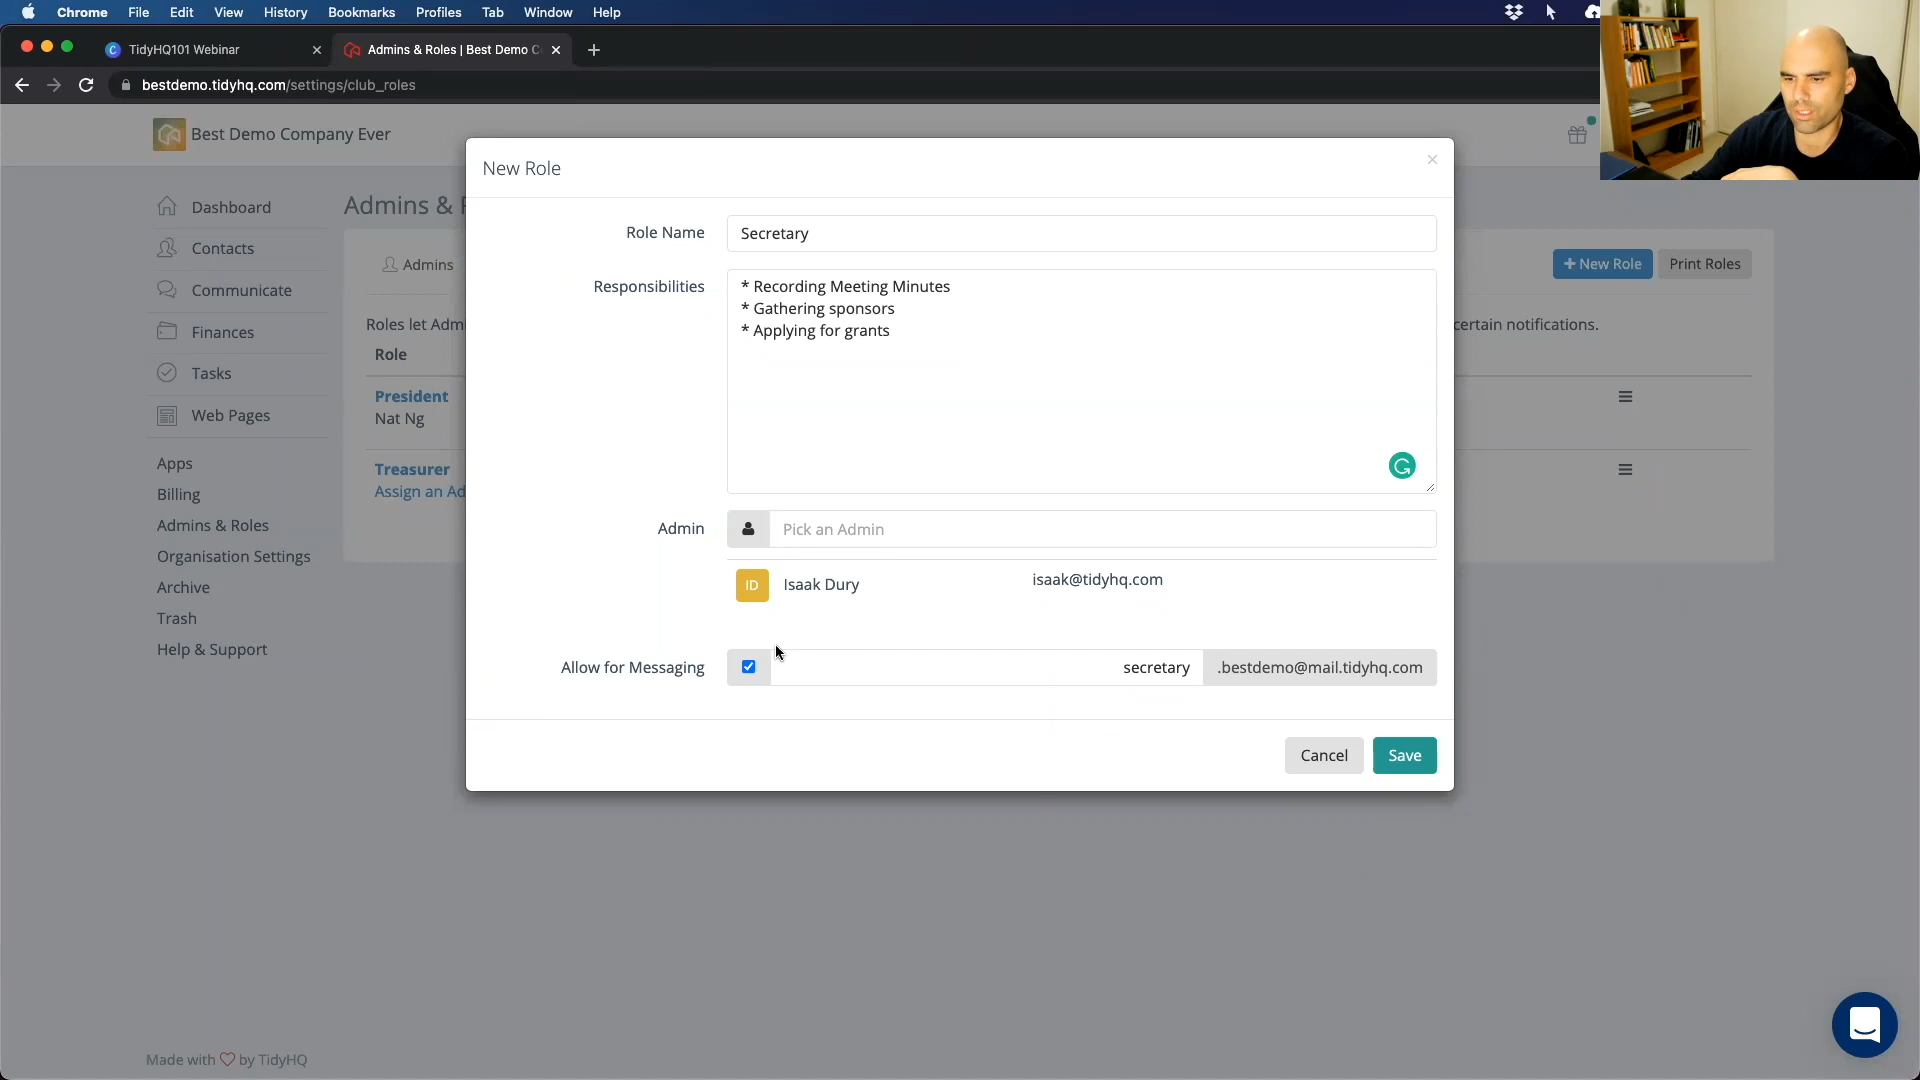 Chrome File Edit View History Bookmarks Profiles Tab Window Help
TidyHQ101 Webinar
Admins & Roles | Best Demo C
bestdemo.tidyhq.com/settings/club_roles
Best Demo Company Ever
Dashboard
Contacts
Communicate
Finances
Tasks
Web Pages
Apps
Billing
Admins & Roles
Organisation Settings
Archive
Trash
Help & Support
Made with by TidyHQ
Admins &
Admins
+ New Role
Print Roles
Roles let
certain notifications.
Role
President
Nat Ng
Treasurer
Assign an
New Role
×
Role Name
Secretary
Responsibilities
* Recording Meeting Minutes
* Gathering sponsors
* Applying for grants
Admin
Pick an Admin
ID
Isaak Dury
isaak@tidyhq.com
Allow for Messaging
secretary
.bestdemo@mail.tidyhq.com
Cancel
Save